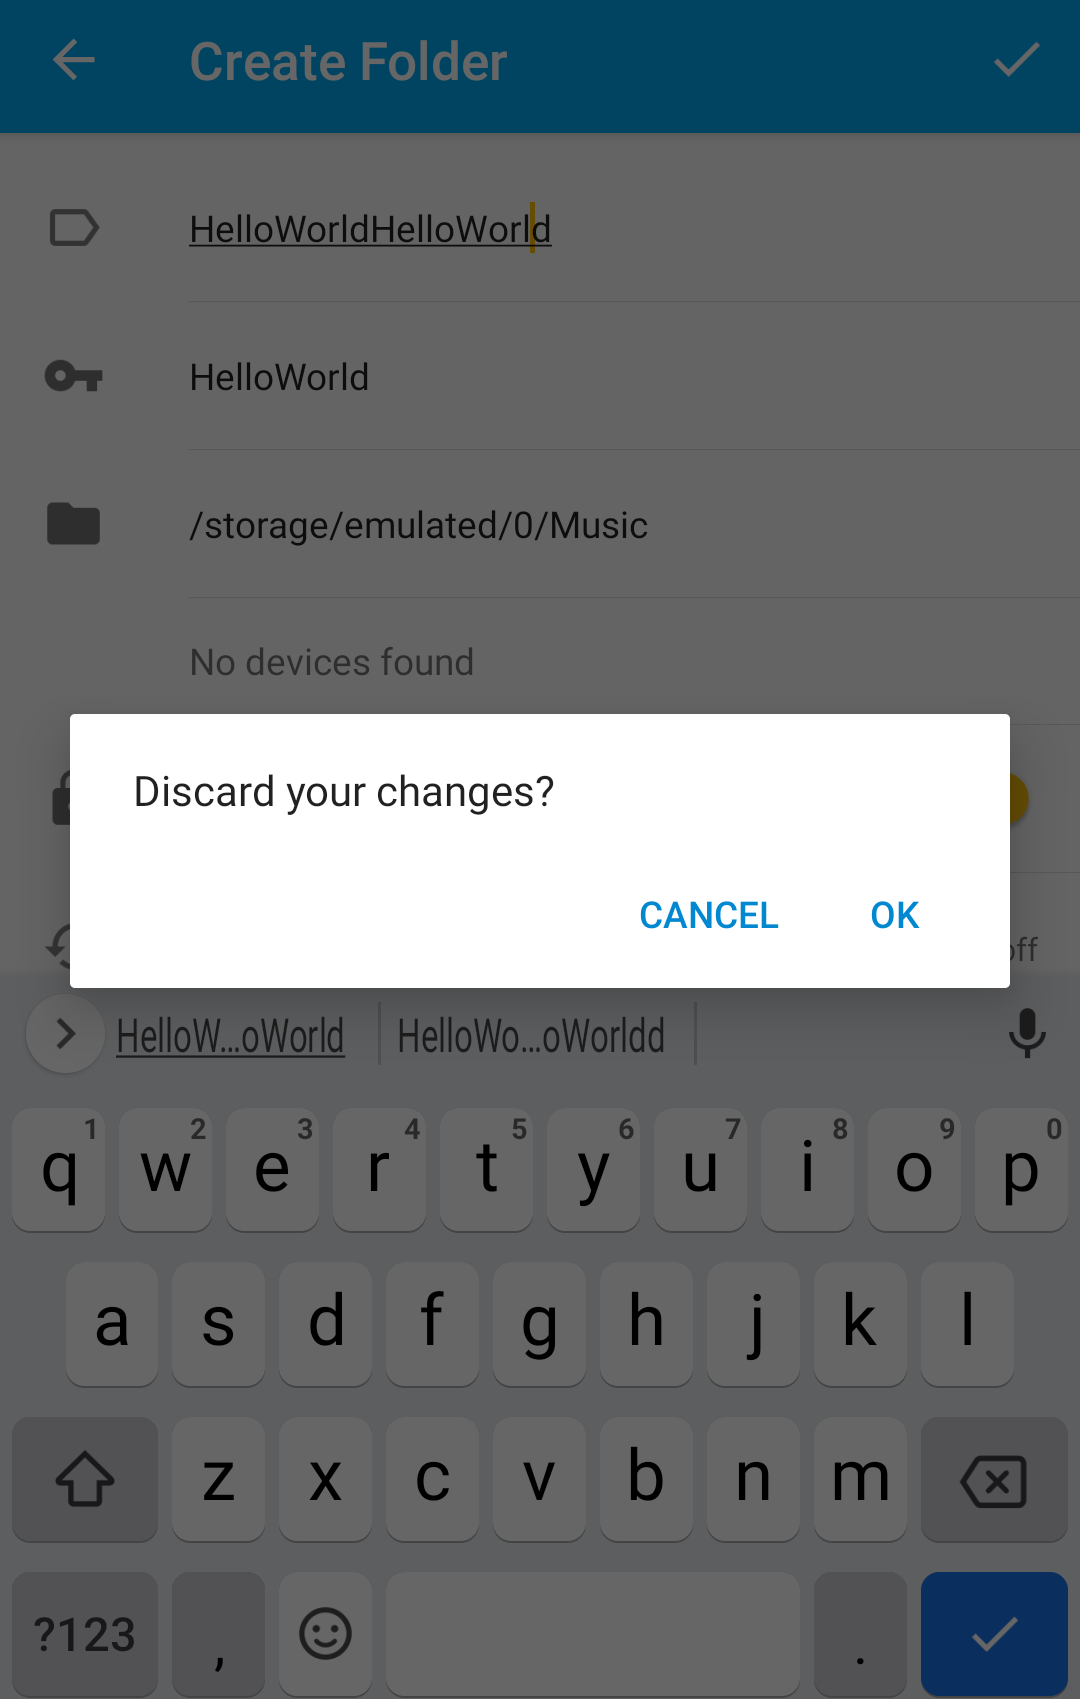 Create Folder
HelloWorldHelloWorld
HelloWorld
/storage/emulated/0/Music
No devices found
Discard your changes?
CANCEL OK
off
HelloW...oWorld HelloWo...oWorldd
q 1 w 2 e 3 r 4 t 5 y 6 u 7 i 8 o 9 p 0
a s d f g h j k l
z x c v b n m
?123 , .